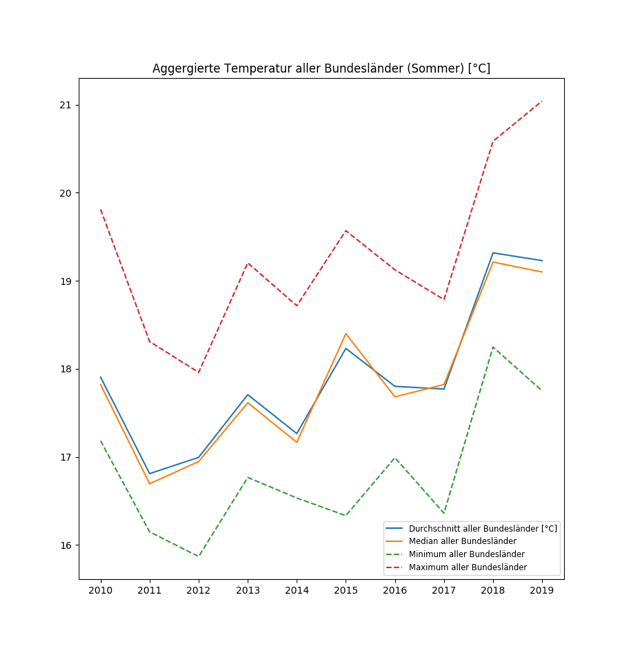 Aggergierte Temperatur aller Bundesländer (Sommer) [°C]
21
20
19
18
17
16
Durchschnitt aller Bundesländer [°C]
Median aller Bundesländer
Minimum aller Bundesländer
Maximum aller Bundesländer
2010 2011 2012 2013 2014 2015 2016 2017 2018 2019